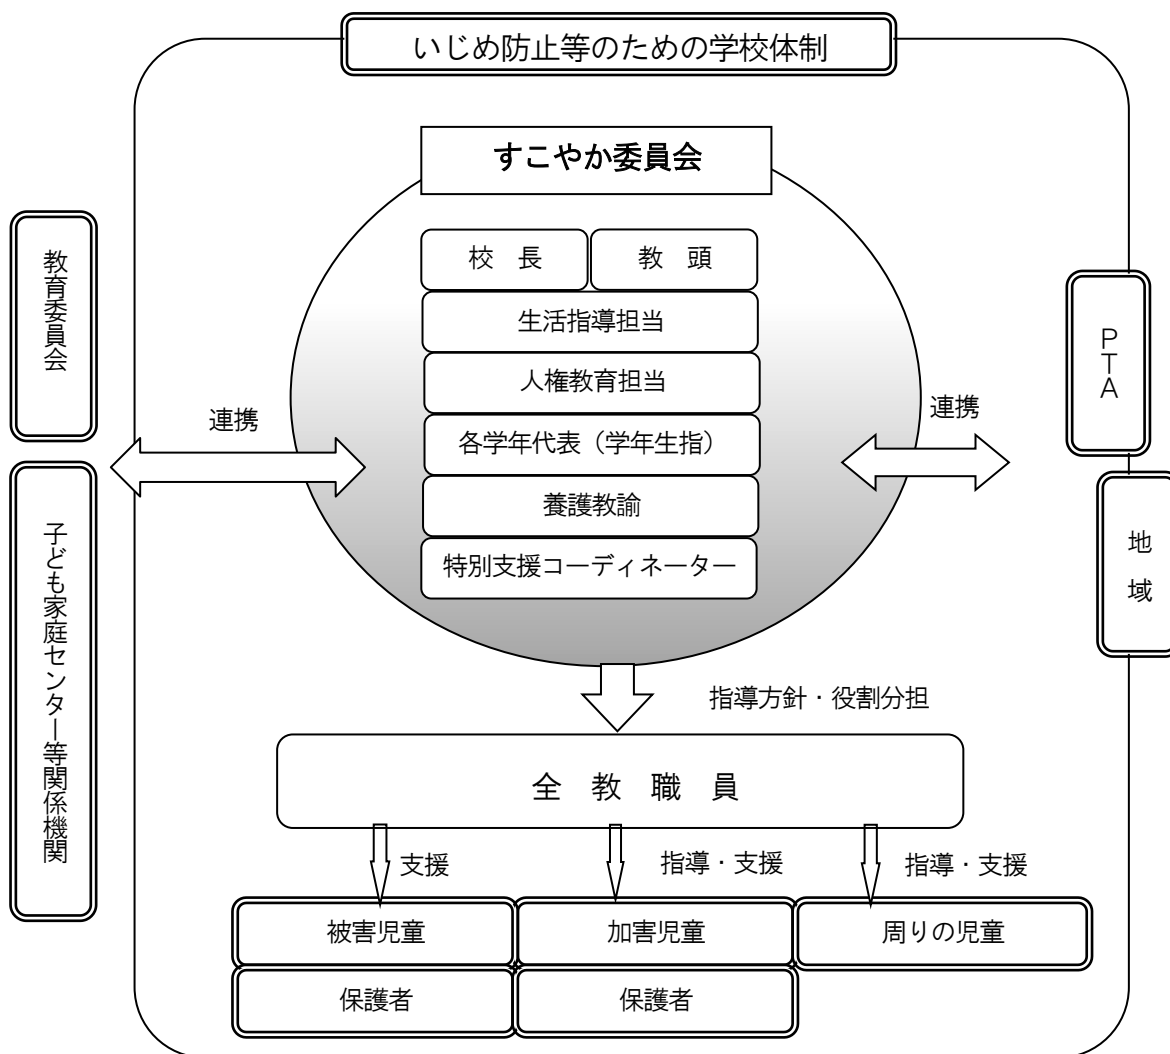 いじめ防止等のための学校体制
すこやか委員会
校　長
教　頭
生活指導担当
人権教育担当
各学年代表（学年生指）
養護教諭
特別支援コーディネーター
教育委員会
子ども家庭センター等関係機関
連携
連携
PTA
地域
指導方針・役割分担
全　教　職　員
支援
指導・支援
指導・支援
被害児童
加害児童
周りの児童
保護者
保護者